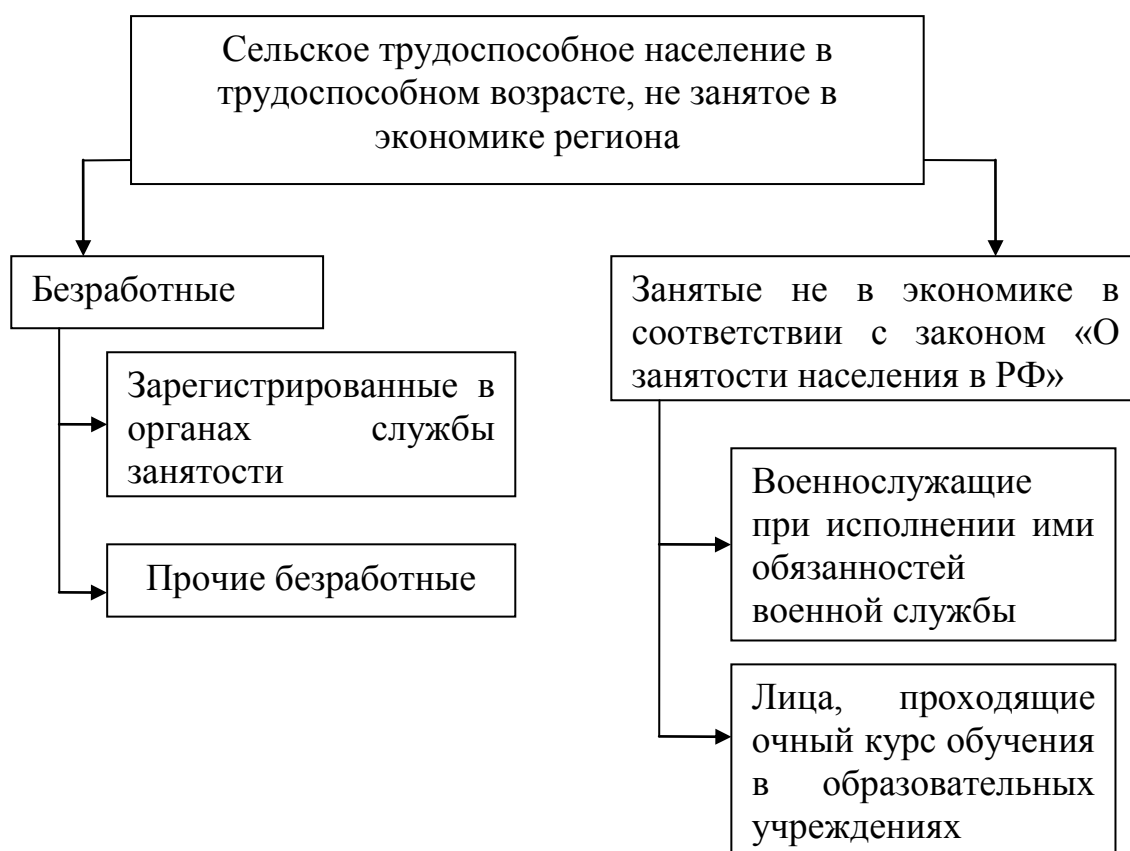 Сельское трудоспособное население в
трудоспособном возрасте, не занятое в
экономике региона
Безработные
Зарегистрированные в
органах службы
занятости
Прочие безработные
Занятые не в экономике в
соответствии с законом «О
занятости населения в РФ»
Военнослужащие
при исполнении ими
обязанностей
военной службы
Лица, проходящие
очный курс обучения
в образовательных
учреждениях